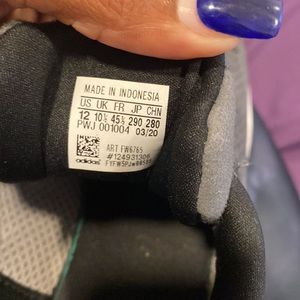 MADE IN INDONESIA
US UK FR JP CHN
12 10½ 45⅓ 290 280
PWJ 001004 03/20
ART FW6765
#124931306
adidas